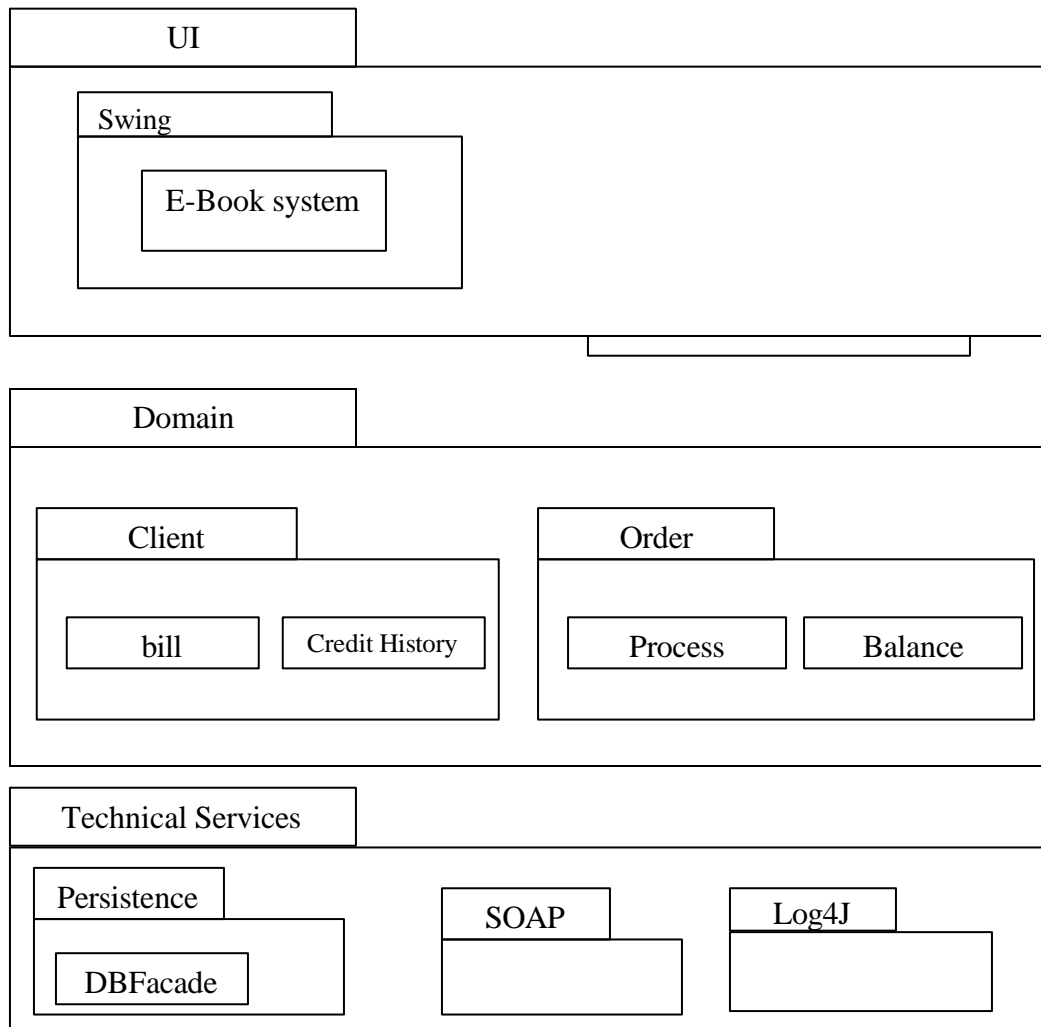 UI
Swing
E-Book system
Domain
Client
Order
bill
Credit History
Process
Balance
Technical Services
Persistence
SOAP
Log4J
DBFacade